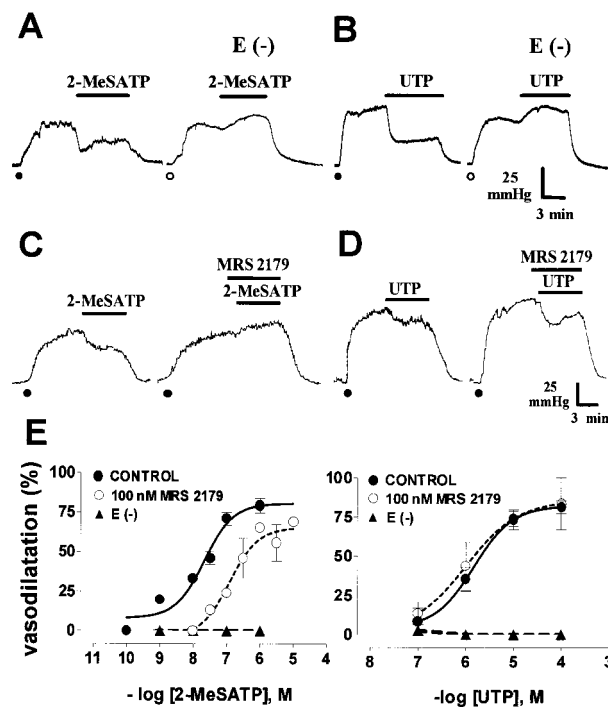 A
B
E (-)
E (-)
2-MeSATP
2-MeSATP
UTP
UTP
25
mmHg
3 min
C
D
MRS 2179
MRS 2179
2-MeSATP
2-MeSATP
UTP
UTP
25
mmHg
3 min
E
vasodilatation (%)
100
75
50
25
0
CONTROL
100 nM MRS 2179
E (-)
11 10 9 8 7 6 5 4
- log [2-MeSATP], M
100
75
50
25
0
CONTROL
100 nM MRS 2179
E (-)
8 7 6 5 4 3
-log [UTP], M